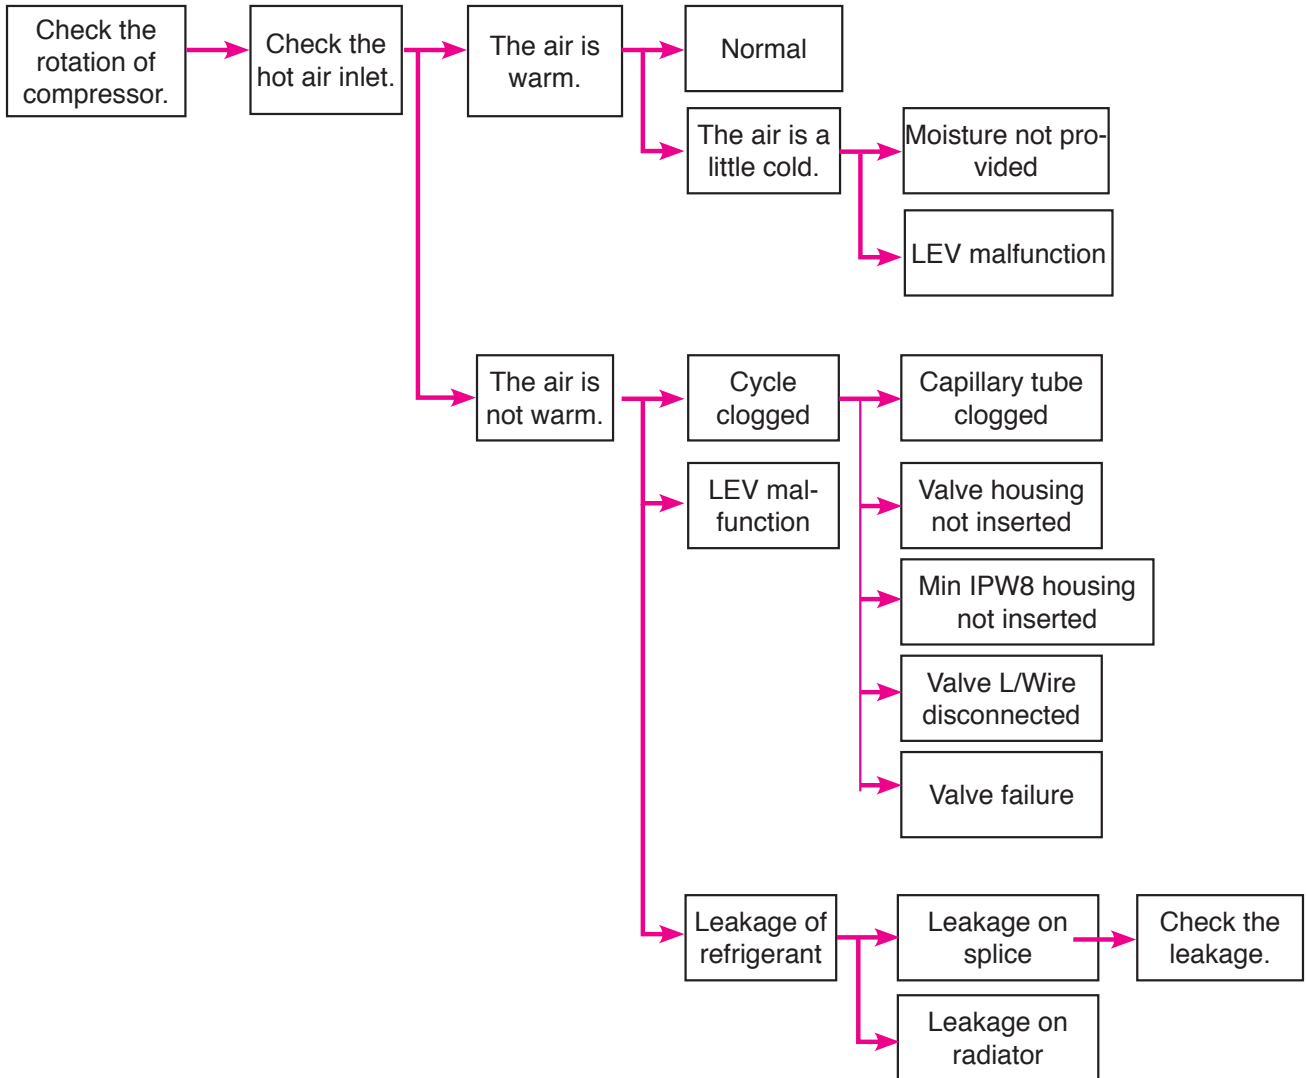 Check the
rotation of
compressor.
Check the
hot air inlet.
The air is
warm.
Normal
The air is a
little cold.
Moisture not pro-
vided
LEV malfunction
The air is
not warm.
Cycle
clogged
Capillary tube
clogged
LEV mal-
function
Valve housing
not inserted
Min IPW8 housing
not inserted
Valve L/Wire
disconnected
Valve failure
Leakage of
refrigerant
Leakage on
splice
Check the
leakage.
Leakage on
radiator